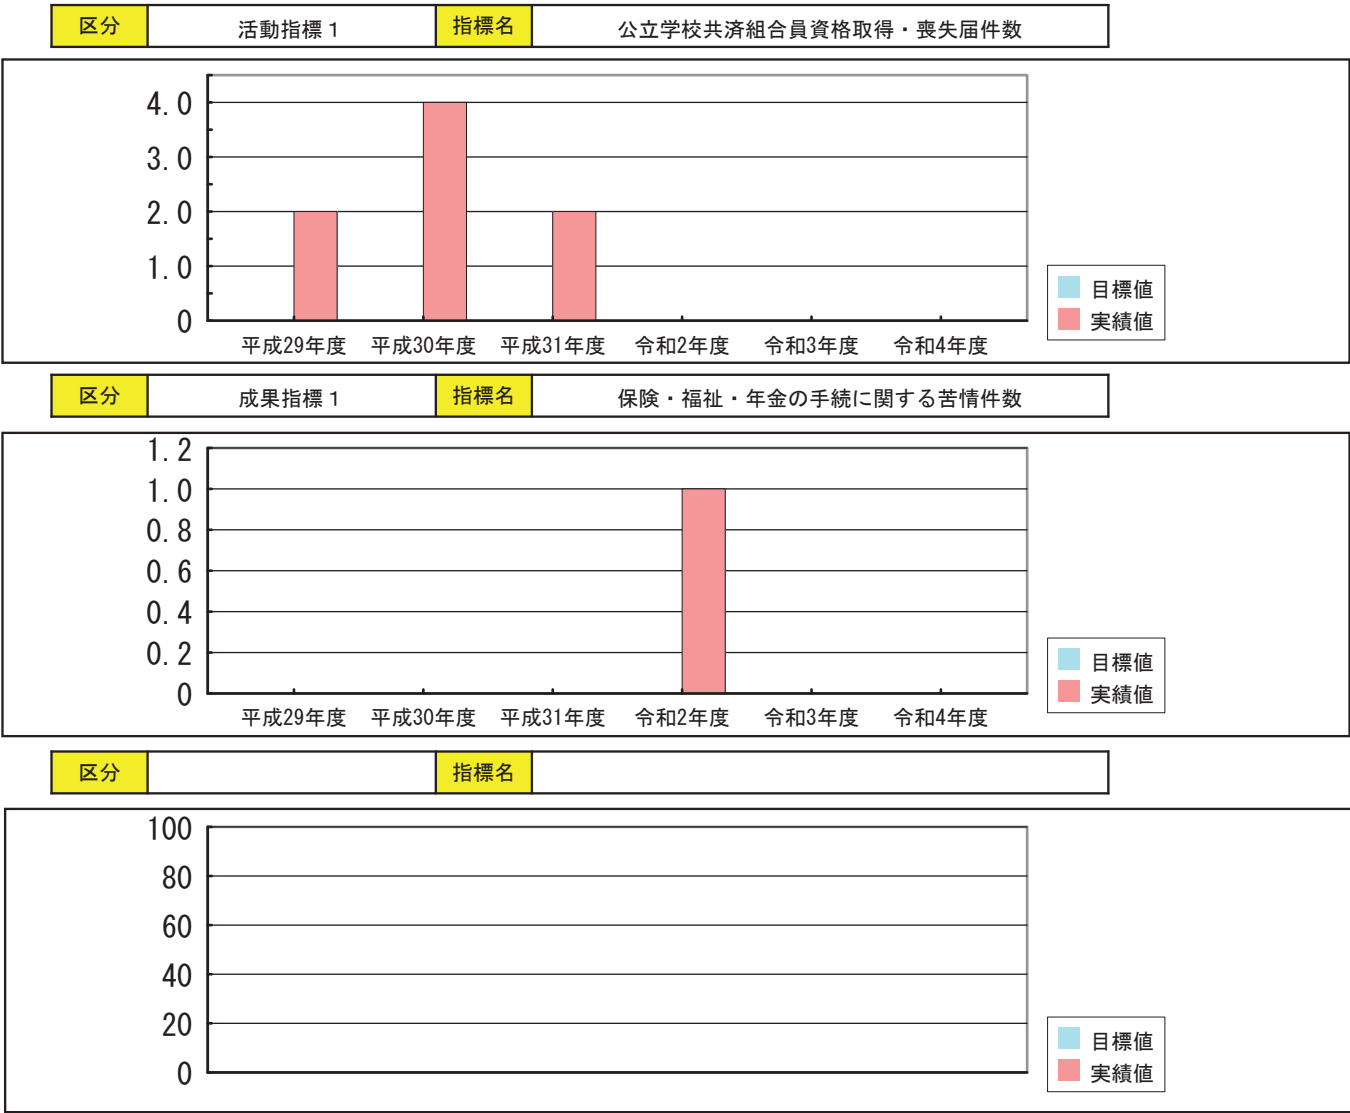 区分 活動指標１ 指標名 公立学校共済組合員資格取得・喪失届件数
4.0
3.0
2.0
1.0
0
平成29年度 平成30年度 平成31年度 令和2年度 令和3年度 令和4年度
目標値
実績値
区分 成果指標１ 指標名 保険・福祉・年金の手続に関する苦情件数
1.2
1.0
0.8
0.6
0.4
0.2
0
平成29年度 平成30年度 平成31年度 令和2年度 令和3年度 令和4年度
目標値
実績値
区分 指標名
100
80
60
40
20
0
目標値
実績値